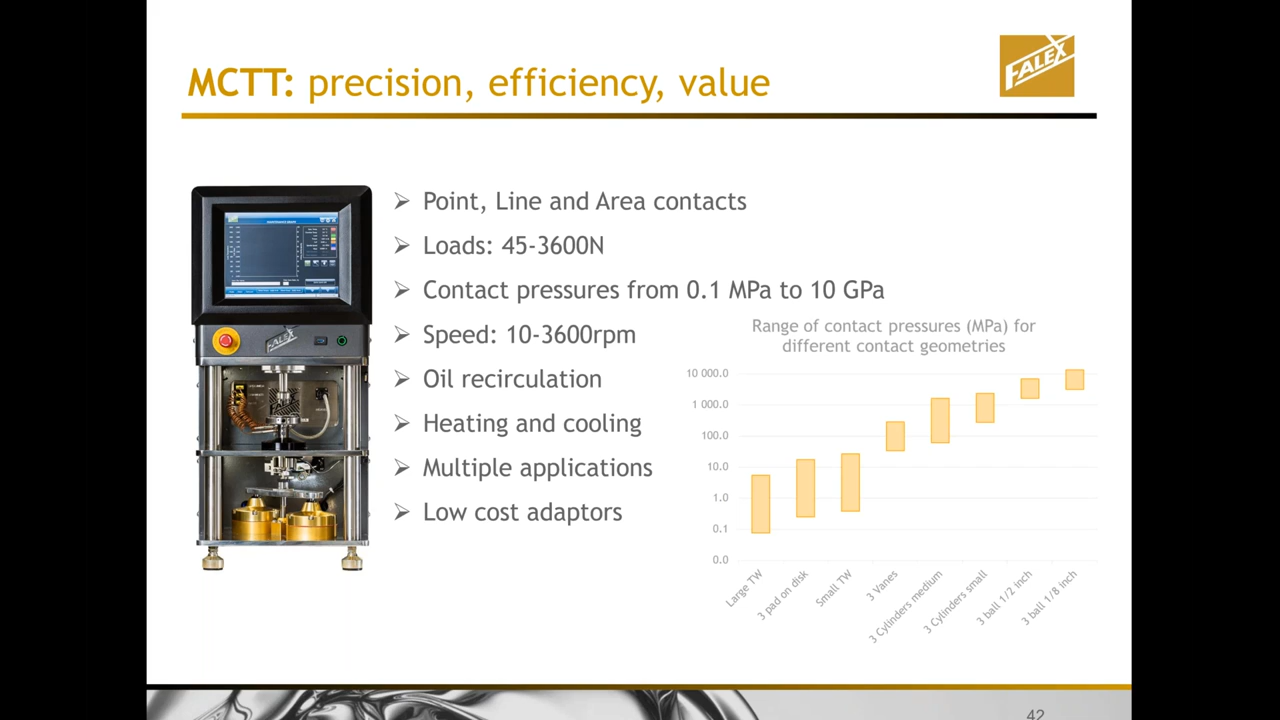 MCTT: precision, efficiency, value
FALEX
➢ Point, Line and Area contacts
➢ Loads: 45-3600N
➢ Contact pressures from 0.1 MPa to 10 GPa
➢ Speed: 10-3600rpm
➢ Oil recirculation
➢ Heating and cooling
➢ Multiple applications
➢ Low cost adaptors
FALEX
Range of contact pressures (MPa) for
different contact geometries
10 000.0
1 000.0
100.0
10.0
1.0
0.1
0.0
Large TW
3 pad on disk
Small TW
3 Vanes
3 Cylinders medium
3 Cylinders small
3 ball 1/2 inch
3 ball 1/8 inch
42